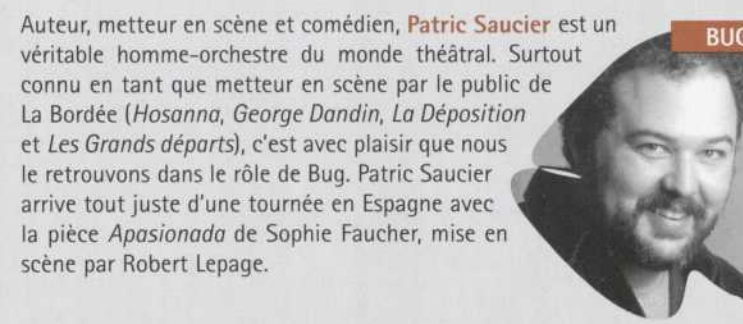 Auteur, metteur en scène et comédien, Patric Saucier est un
véritable homme-orchestre du monde théâtral. Surtout
connu en tant que metteur en scène par le public de
La Bordée (Hosanna, George Dandin, La Déposition
et Les Grands départs), c'est avec plaisir que nous
le retrouvons dans le rôle de Bug. Patric Saucier
arrive tout juste d'une tournée en Espagne avec
la pièce Apasionada de Sophie Faucher, mise en
scène par Robert Lepage.
BUG